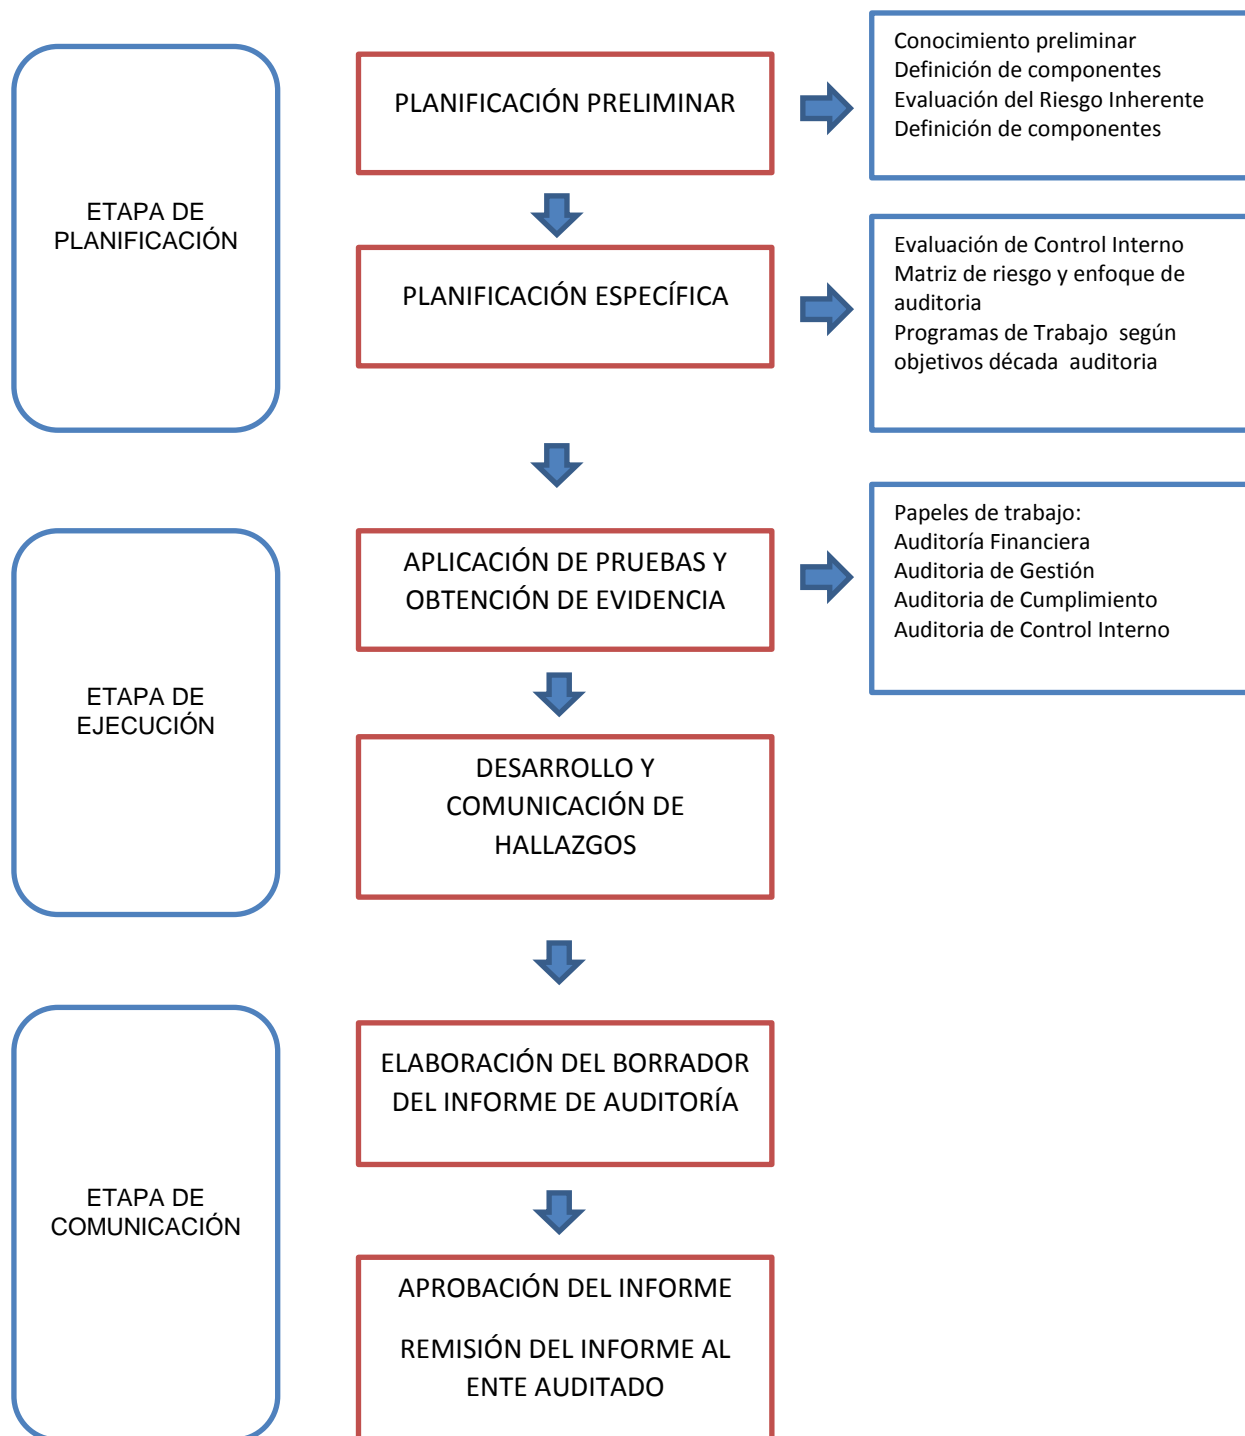 ETAPA DE
PLANIFICACIÓN
PLANIFICACIÓN PRELIMINAR
Conocimiento preliminar
Definición de componentes
Evaluación del Riesgo Inherente
Definición de componentes
PLANIFICACIÓN ESPECÍFICA
Evaluación de Control Interno
Matriz de riesgo y enfoque de
auditoria
Programas de Trabajo según
objetivos década auditoria
ETAPA DE
EJECUCIÓN
APLICACIÓN DE PRUEBAS Y
OBTENCIÓN DE EVIDENCIA
Papeles de trabajo:
Auditoría Financiera
Auditoria de Gestión
Auditoria de Cumplimiento
Auditoria de Control Interno
DESARROLLO Y
COMUNICACIÓN DE
HALLAZGOS
ETAPA DE
COMUNICACIÓN
ELABORACIÓN DEL BORRADOR
DEL INFORME DE AUDITORÍA
APROBACIÓN DEL INFORME
REMISIÓN DEL INFORME AL
ENTE AUDITADO